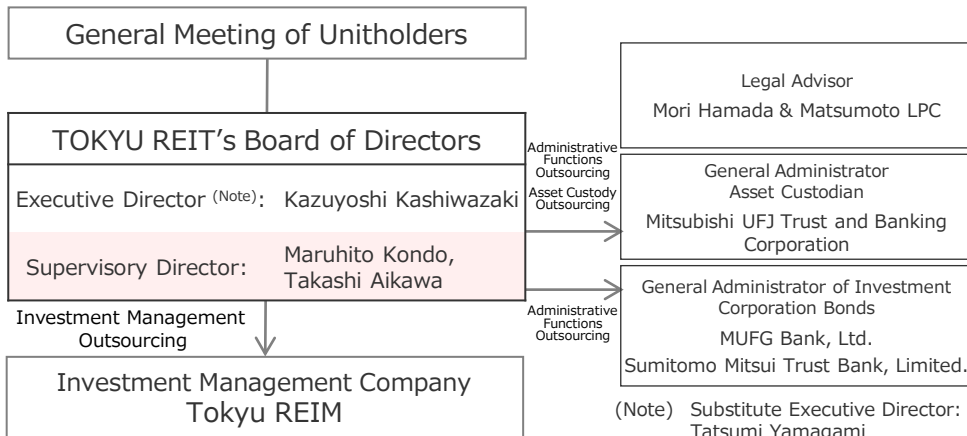 General Meeting of Unitholders
TOKYU REIT's Board of Directors
Executive Director (Note): Kazuyoshi Kashiwazaki
Supervisory Director: Maruhito Kondo,
Takashi Aikawa
Investment Management
Outsourcing
Investment Management Company
Tokyu REIM
Administrative
Functions
Outsourcing
Asset Custody
Outsourcing
Administrative
Functions
Outsourcing
Legal Advisor
Mori Hamada & Matsumoto LPC
General Administrator
Asset Custodian
Mitsubishi UFJ Trust and Banking
Corporation
General Administrator of Investment
Corporation Bonds
MUFG Bank, Ltd.
Sumitomo Mitsui Trust Bank, Limited.
(Note) Substitute Executive Director:
Tatsumi Yamagami